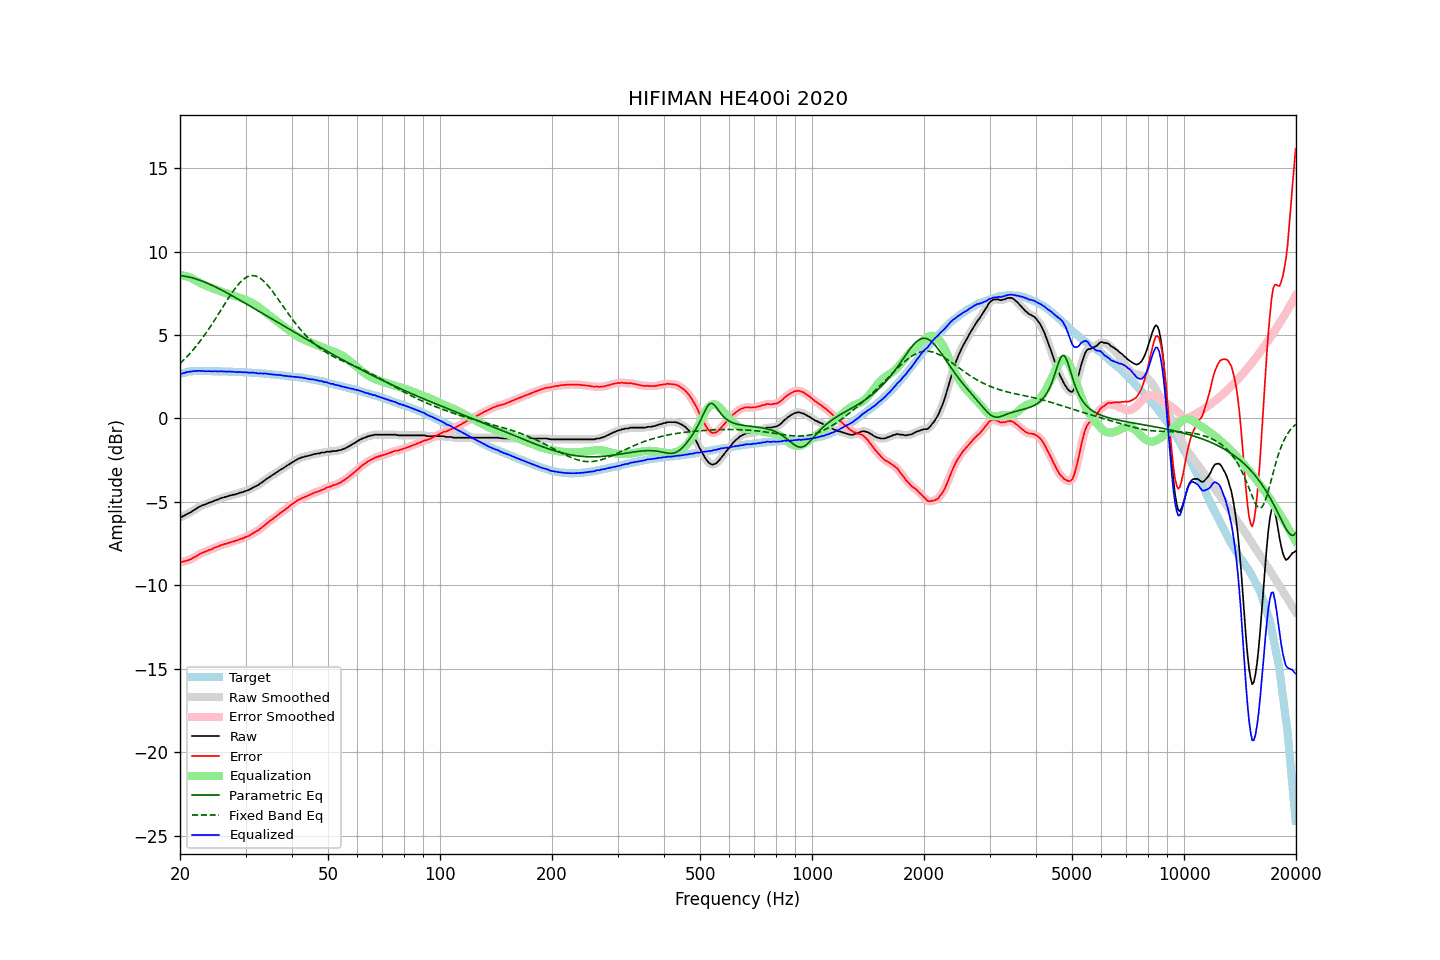 HIFIMAN HE400i 2020
15
10
5
0
−5
−10
−15
−20
−25
Amplitude (dBr)
Target
Raw Smoothed
Error Smoothed
Raw
Error
Equalization
Parametric Eq
Fixed Band Eq
Equalized
20
50
100
200
500
1000
2000
5000
10000
20000
Frequency (Hz)